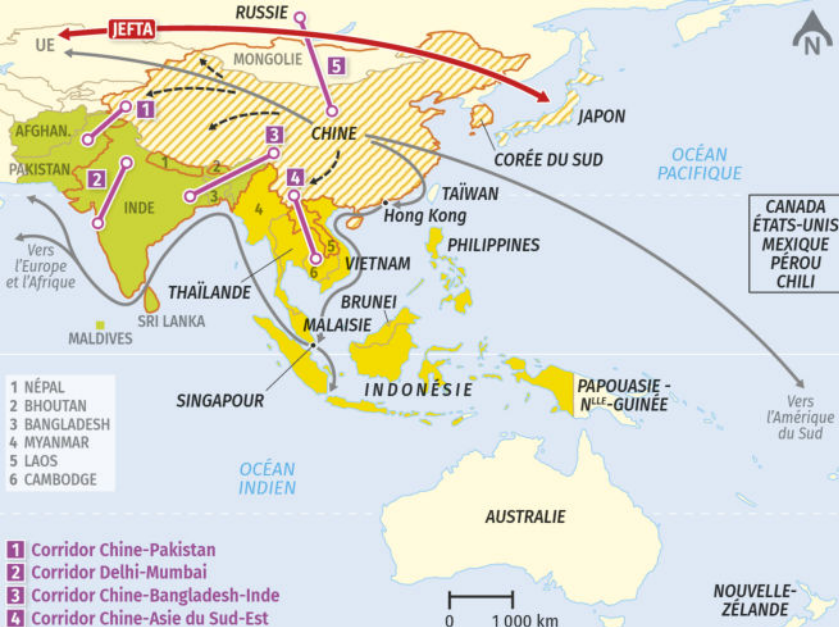 RUSSIE
JEFTA
UE
MONGOLIE
5
1
AFGHAN.
CHINE
JAPON
3
CORÉE DU SUD
PAKISTAN
1
2
OCÉAN
PACIFIQUE
2
4
INDE
3
TAÏWAN
Hong Kong
4
CANADA
ÉTATS-UNIS
MEXIQUE
PÉROU
CHILI
Vers
l'Europe
et l'Afrique
5
6
VIETNAM
PHILIPPINES
THAÏLANDE
BRUNEI
SRI LANKA
MALAISIE
MALDIVES
SINGAPOUR
INDONÉSIE
PAPOUASIE -
NLLE-GUINÉE
Vers
l'Amérique
du Sud
1 NÉPAL
2 BHOUTAN
3 BANGLADESH
4 MYANMAR
5 LAOS
6 CAMBODGE
OCÉAN
INDIEN
AUSTRALIE
1 Corridor Chine-Pakistan
2 Corridor Delhi-Mumbai
3 Corridor Chine-Bangladesh-Inde
4 Corridor Chine-Asie du Sud-Est
0 1 000 km
NOUVELLE-
ZÉLANDE
N